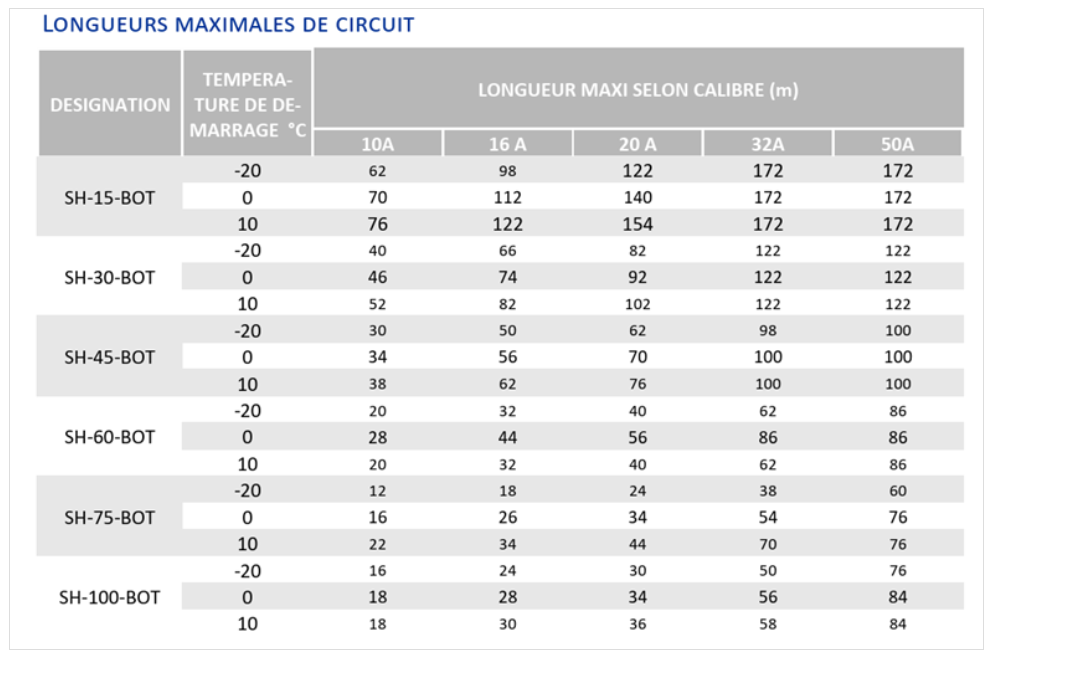 LONGUEURS MAXIMALES DE CIRCUIT
DESIGNATION
TEMPERA-
TURE DE DE-
MARRAGE °C
LONGUEUR MAXI SELON CALIBRE (m)
10A 16 A 20 A 32A 50A
SH-15-BOT
-20 62 98 122 172 172
0 70 112 140 172 172
10 76 122 154 172 172
SH-30-BOT
-20 40 66 82 122 122
0 46 74 92 122 122
10 52 82 102 122 122
SH-45-BOT
-20 30 50 62 98 100
0 34 56 70 100 100
10 38 62 76 100 100
SH-60-BOT
-20 20 32 40 62 86
0 28 44 56 86 86
10 20 32 40 62 86
SH-75-BOT
-20 12 18 24 38 60
0 16 26 34 54 76
10 22 34 44 70 76
SH-100-BOT
-20 16 24 30 50 76
0 18 28 34 56 84
10 18 30 36 58 84